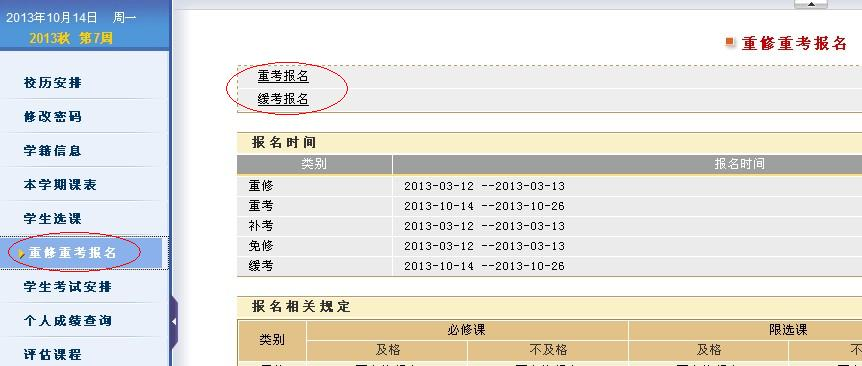 2013年10月14日 周一
2013秋 第7周
校历安排
修改密码
学籍信息
本学期课表
学生选课
重修重考报名
学生考试安排
个人成绩查询
评估课程
重修重考报名
重考报名
缓考报名
报名时间
类别 报名时间
重修 2013-03-12 --2013-03-13
重考 2013-10-14 --2013-10-26
补考 2013-03-12 --2013-03-13
免修 2013-03-12 --2013-03-13
缓考 2013-10-14 --2013-10-26
报名相关规定
类别 必修课 限选课
及格 不及格 及格 不